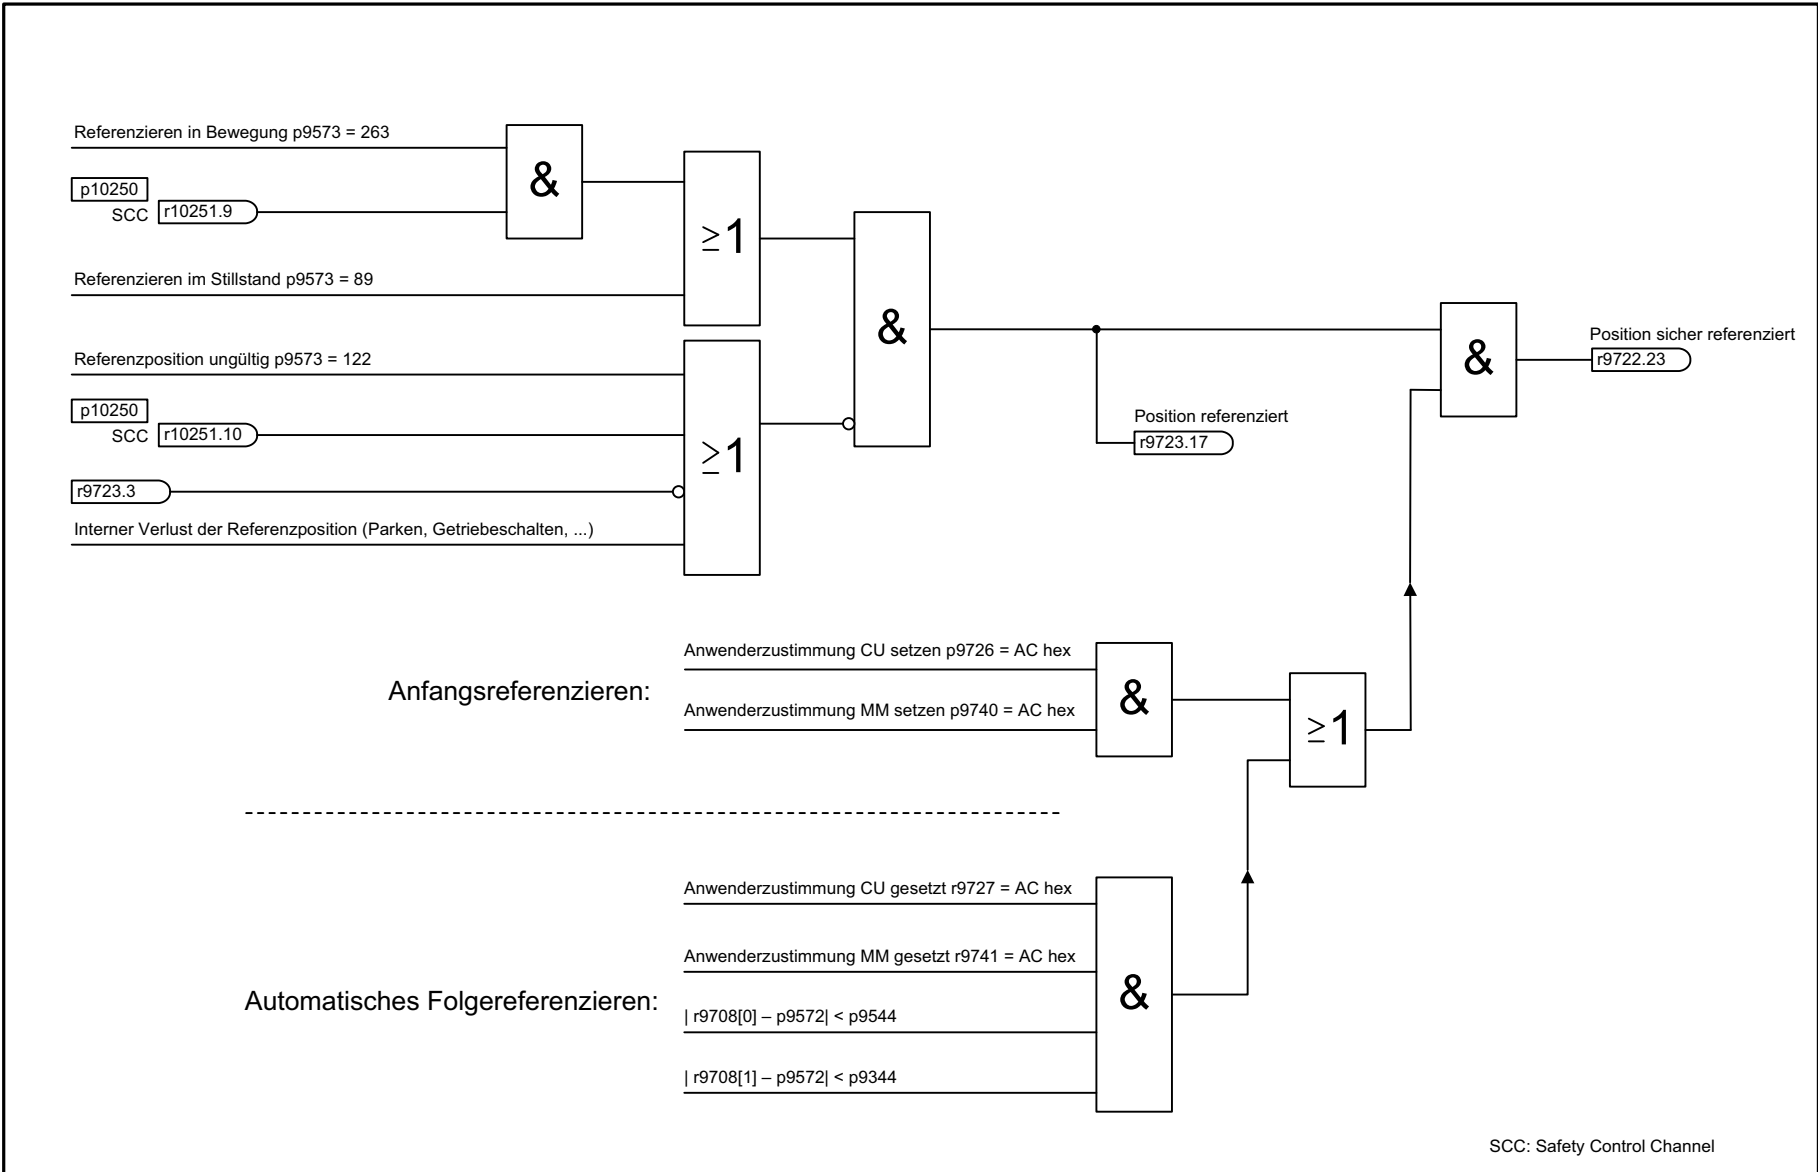 Referenzieren in Bewegung p9573 = 263
p10250
SCC r10251.9
&
≥1
Referenzieren im Stillstand p9573 = 89
&
Referenzposition ungültig p9573 = 122
p10250
SCC r10251.10
≥1
r9723.3
Interner Verlust der Referenzposition (Parken, Getriebeschalten, ...)
&
Position sicher referenziert
r9722.23
Position referenziert
r9723.17
Anfangsreferenzieren:
Anwenderzustimmung CU setzen p9726 = AC hex
Anwenderzustimmung MM setzen p9740 = AC hex
&
≥1
Automatisches Folgereferenzieren:
Anwenderzustimmung CU gesetzt r9727 = AC hex
Anwenderzustimmung MM gesetzt r9741 = AC hex
| r9708[0] – p9572| < p9544
| r9708[1] – p9572| < p9344
&
SCC: Safety Control Channel